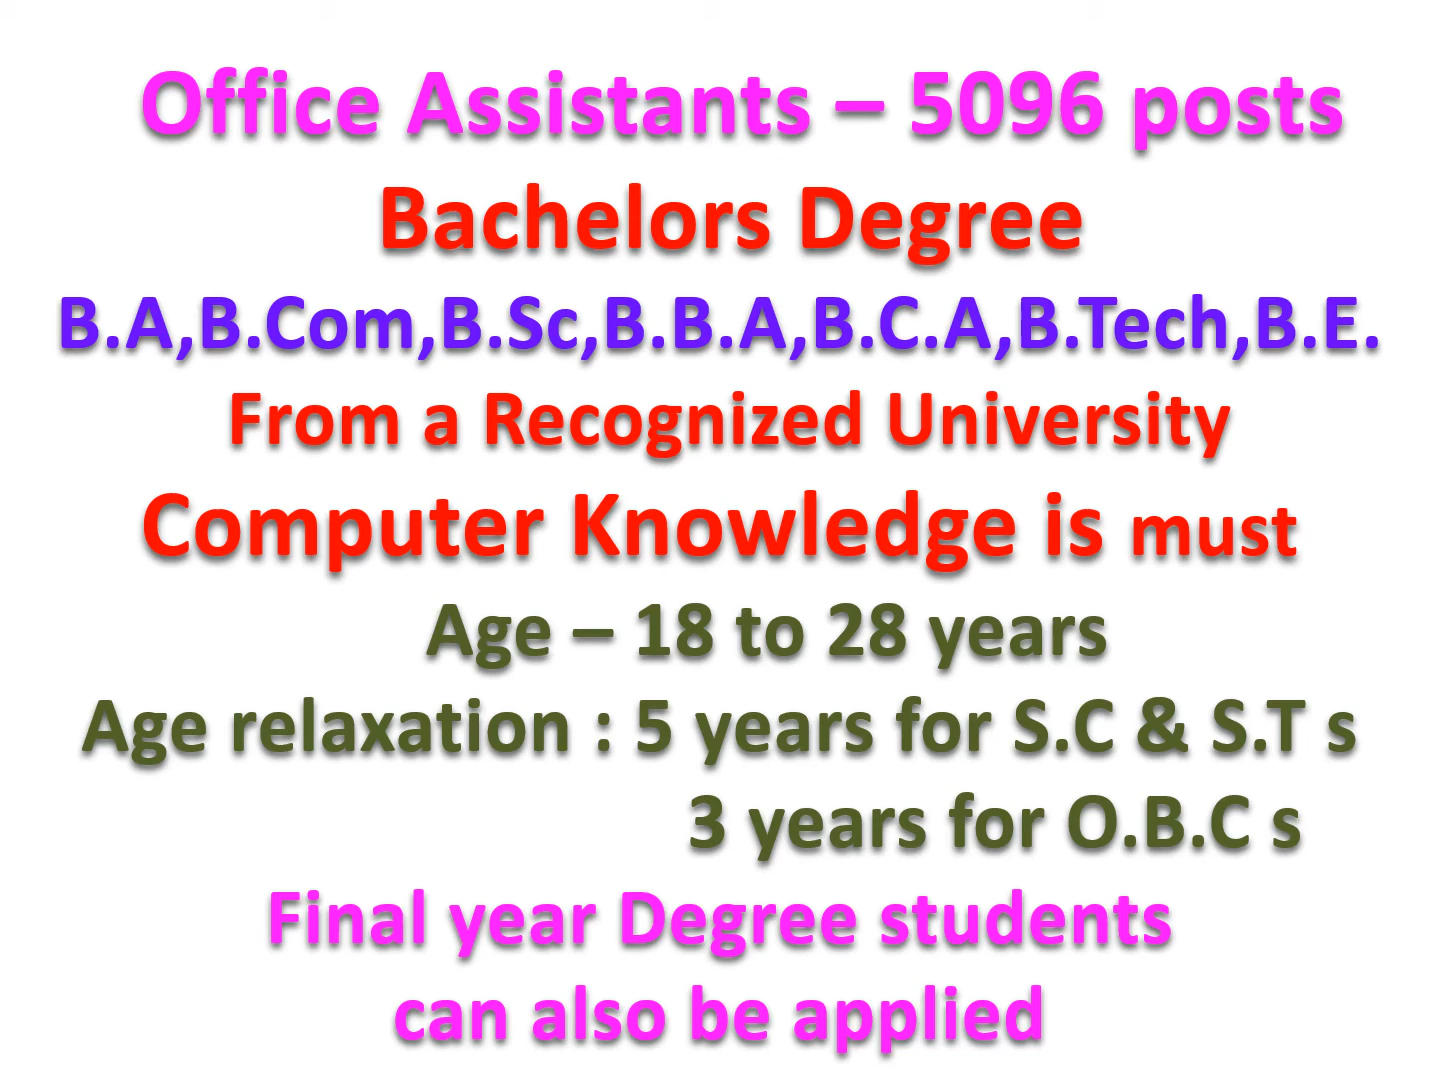 Office Assistants – 5096 posts
Bachelors Degree
B.A,B.Com,B.Sc,B.B.A,B.C.A,B.Tech,B.E.
From a Recognized University
Computer Knowledge is must
Age – 18 to 28 years
Age relaxation : 5 years for S.C & S.T s
3 years for O.B.C s
Final year Degree students
can also be applied